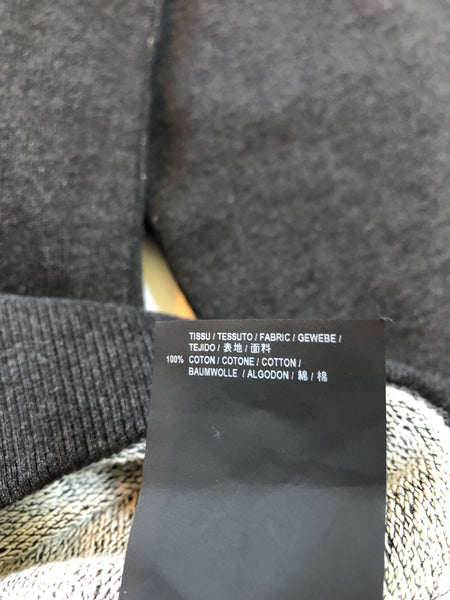 TISSU / TESSUTO / FABRIC / GEWEBE /
TEJIDO / 表地 / 面料
100% COTON / COTONE / COTTON /
BAUMWOLLE / ALGODON / 綿 / 棉